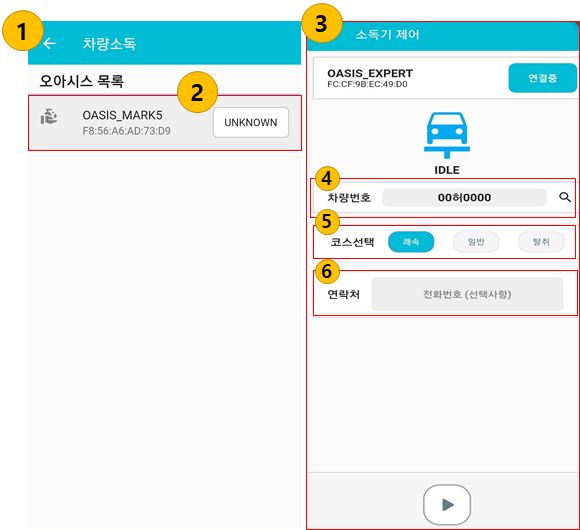 1
차량소독
오아시스 목록
2
OASIS_MARK5
F8:56:A6:AD:73:D9
UNKNOWN
3
소독기 제어
OASIS_EXPERT
FC:CF:9B:EC:49:D0
연결중
IDLE
4
차량번호 00허0000
5
코스선택 쾌속 일반 탈취
6
연락처 전화번호 (선택사항)